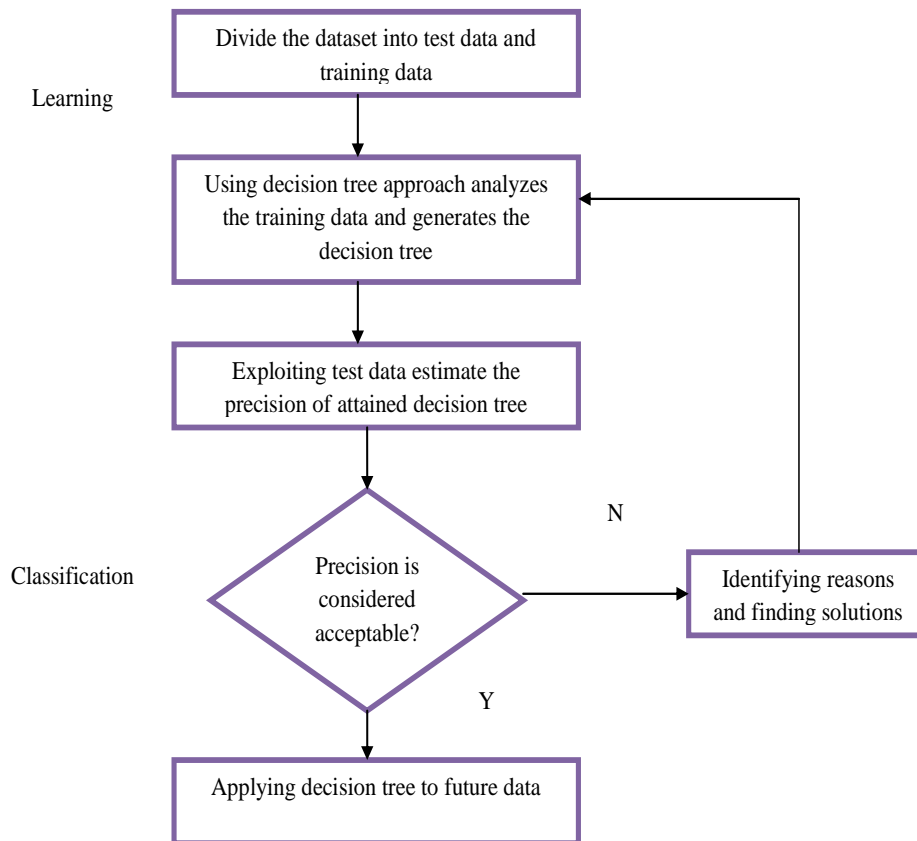 Divide the dataset into test data and
training data
Learning
Using decision tree approach analyzes
the training data and generates the
decision tree
Exploiting test data estimate the
precision of attained decision tree
N
Classification
Precision is
considered
acceptable?
Identifying reasons
and finding solutions
Y
Applying decision tree to future data